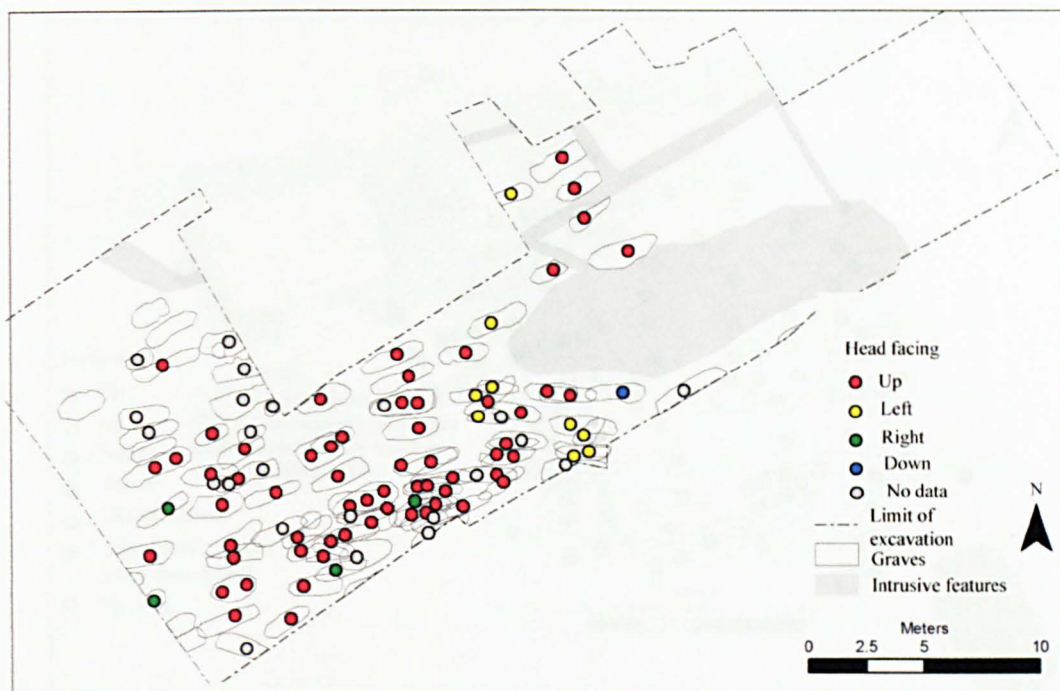 Head facing
Up
Left
Right
Down
No data
Limit of
excavation
Graves
Intrusive features
N
Meters
0 2.5 5 10